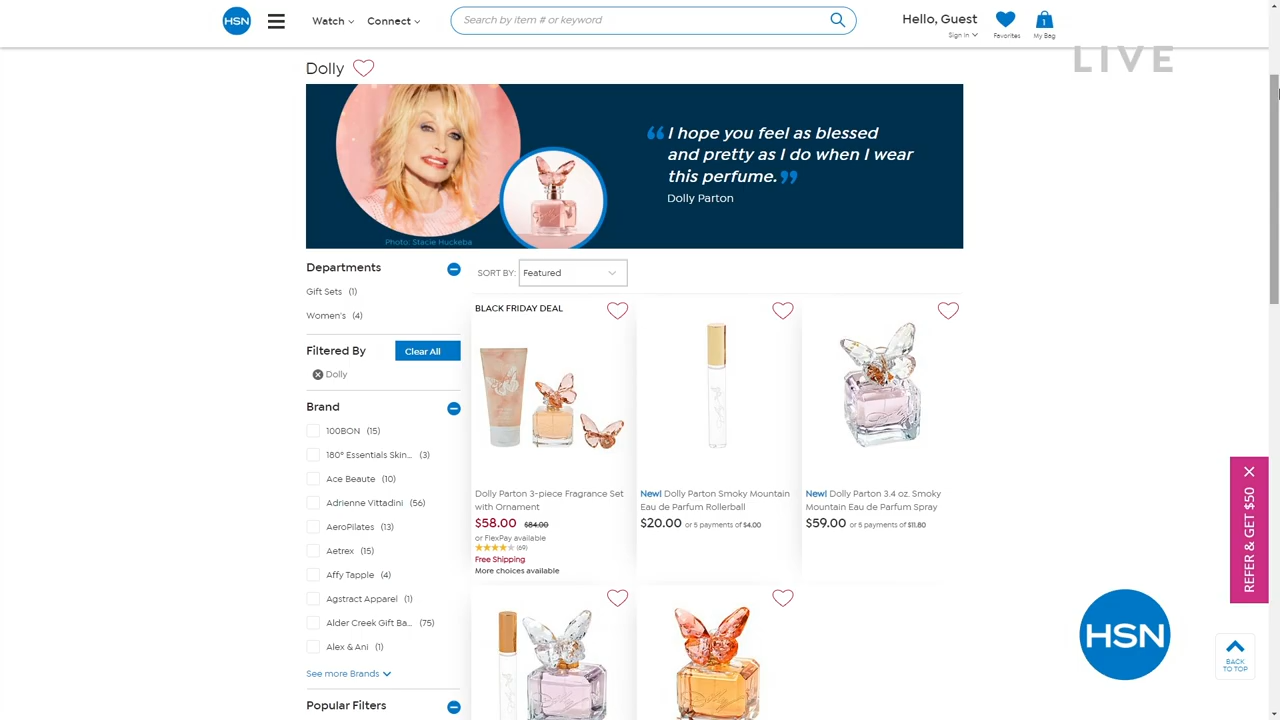 HSN
Watch
Connect
Search by item # or keyword
Hello, Guest
Sign In
Favorites
1
My Bag
LIVE
Dolly
“I hope you feel as blessed
and pretty as I do when I wear
this perfume.”
Dolly Parton
Photo: Stacie Huckeba
Departments
Gift Sets (1)
Women's (4)
Filtered By
Clear All
Dolly
Brand
100BON (15)
180° Essentials Skin... (3)
Ace Beaute (10)
Adrienne Vittadini (56)
AeroPilates (13)
Aetrex (15)
Affy Tapple (4)
Agstract Apparel (1)
Alder Creek Gift Ba... (75)
Alex & Ani (1)
See more Brands
Popular Filters
SORT BY: Featured
BLACK FRIDAY DEAL
Dolly Parton 3-piece Fragrance Set
with Ornament
$58.00 $84.00
or FlexPay available
(69)
Free Shipping
More choices available
New! Dolly Parton Smoky Mountain
Eau de Parfum Rollerball
$20.00 or 5 payments of $4.00
New! Dolly Parton 3.4 oz. Smoky
Mountain Eau de Parfum Spray
$59.00 or 5 payments of $11.80
REFER & GET $50
HSN
BACK
TO TOP